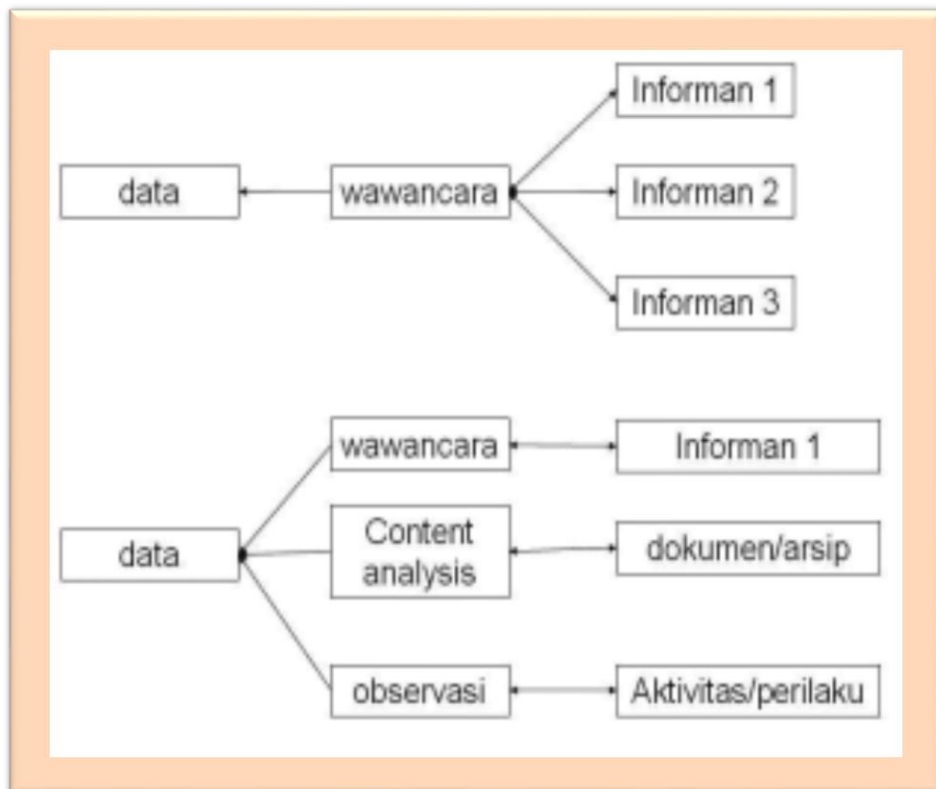 Informan 1
data
wawancara
Informan 2
Informan 3
wawancara
Informan 1
data
Content
analysis
dokumen/arsip
observasi
Aktivitas/perilaku